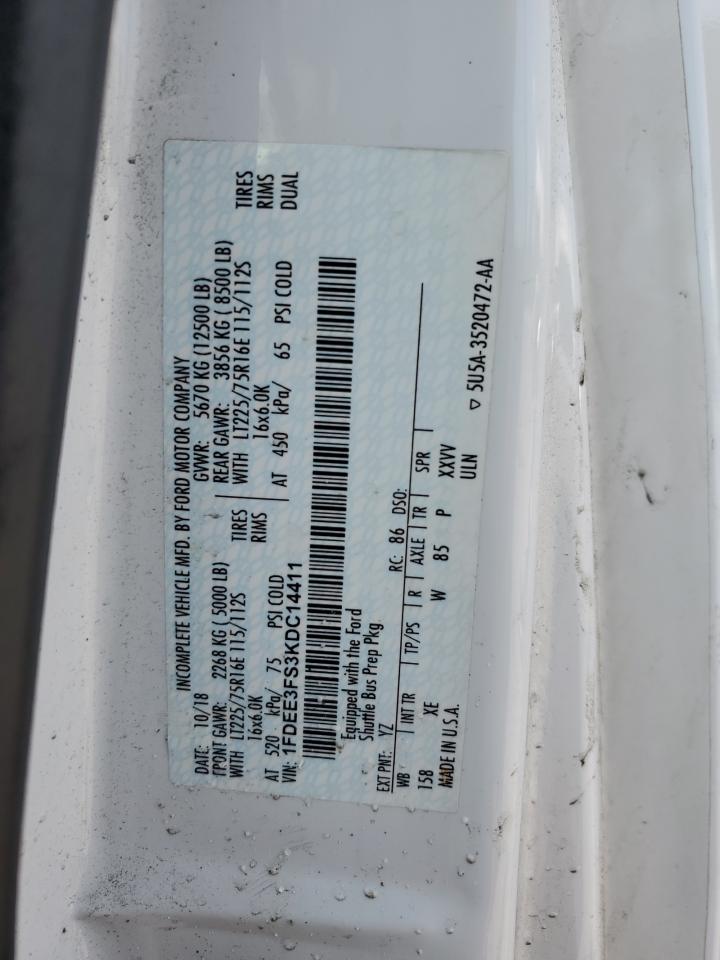 INCOMPLETE VEHICLE MFD. BY FORD MOTOR COMPANY
DATE: 10/18 GVWR: 5670 KG (12500 LB)
FRONT GAWR: 2268 KG ( 5000 LB) REAR GAWR: 3856 KG ( 8500 LB)
WITH LT225/75R16E 115/112S TIRES WITH LT225/75R16E 115/112S TIRES
16x6.0K RIMS 16x6.0K RIMS
AT 520 kPa/ 75 PSI COLD AT 450 kPa/ 65 PSI COLD DUAL
VIN: 1FDEE3FS3KDC14411
Equipped with the Ford
Shuttle Bus Prep Pkg.
EXT PNT: YZ RC: 86 DSO:
WB INT TR TP/PS R AXLE TR SPR
158 XE W 85 P XXVV
MADE IN U.S.A. ULN
▽ 5U5A-3520472-AA